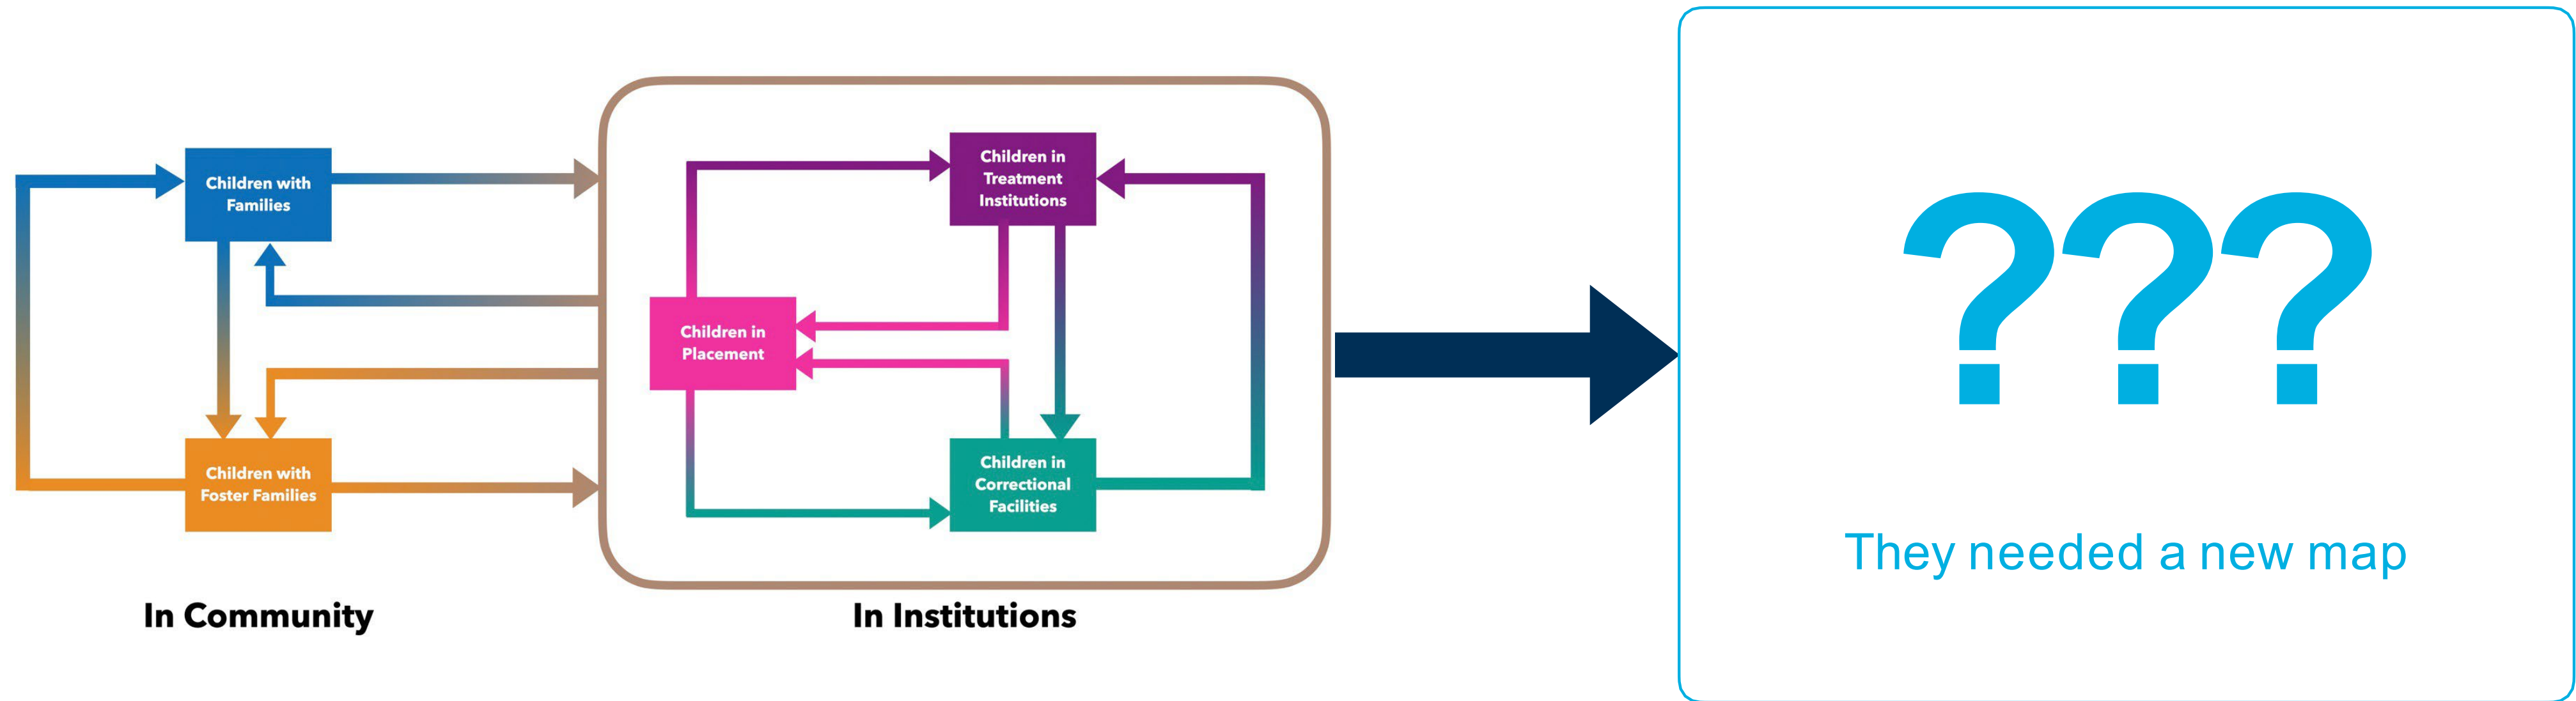 Children with
Families
Children with
Foster Families
In Community
Children in
Treatment
Institutions
Children in
Placement
Children in
Correctional
Facilities
In Institutions
???
They needed a new map